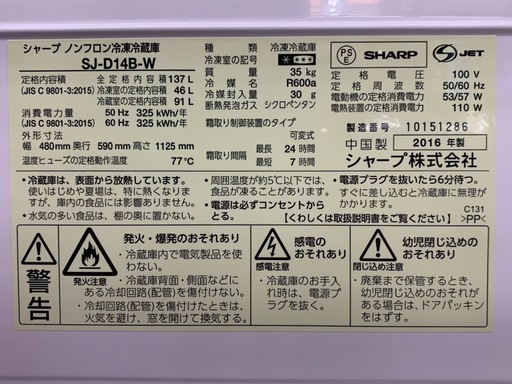 シャープ ノンフロン冷凍冷蔵庫
SJ-D14B-W
定格内容積 全定格内容積 137 L
(JIS C 9801-3:2015) 冷凍室の定格内容積 46 L
冷蔵室の定格内容積 91 L
消費電力量 50 Hz 325 kWh/年
(JIS C 9801-3:2015) 60 Hz 325 kWh/年
外形寸法
幅 480mm 奥行 590 mm 高さ 1125 mm
温度ヒューズの定格動作温度 77℃
種類 冷凍冷蔵庫
冷凍室の記号
質量 35 kg
冷媒 R600a
冷媒封入量 30 g
断熱発泡ガス シクロペンタン
霜取り制御装置のタイプ
可変形
霜取り時間 最長 24 時間
最短 7 時間
PS
E
SHARP
S JET
定格電圧 100 V
定格周波数 50/60 Hz
電動機の定格消費電力 53/57 W
電熱装置の定格消費電力 110 W
製造番号 10151286
中国製 2016 年製
シャープ株式会社
・冷蔵庫は、表面から放熱しています。
使いはじめや夏場は、特に熱くなり
ますが、庫内の食品は冷えています。
・水気の多い食品は、棚の奥に置かない。
・周囲温度が約5℃以下では、
食品が凍ることがあります。
・電源は必ずコンセントから
とる。
・電源プラグを抜いたら6分待つ。
すぐに差し込むと冷蔵庫に無理が
かかります。
【くわしくは取扱説明書をご覧ください】
C131
>PP<
警告
発火・爆発のおそれあり
発火注意
・冷蔵庫内で電気製品を使
わない。
・冷蔵庫背面・側面などに
ある冷却回路(配管)を傷付けない。
・冷却回路(配管)を傷付けたときは、
火気を避け、窓を開けて換気する。
感電の
おそれあり
感電注意
・冷蔵庫のお手
入れ時は、電源プ
ラグを抜く。
幼児閉じ込めの
おそれあり
閉じ込め注意
・廃棄まで保管するとき、
幼児閉じ込めのおそれが
ある場合は、ドアパッキン
をはずす。